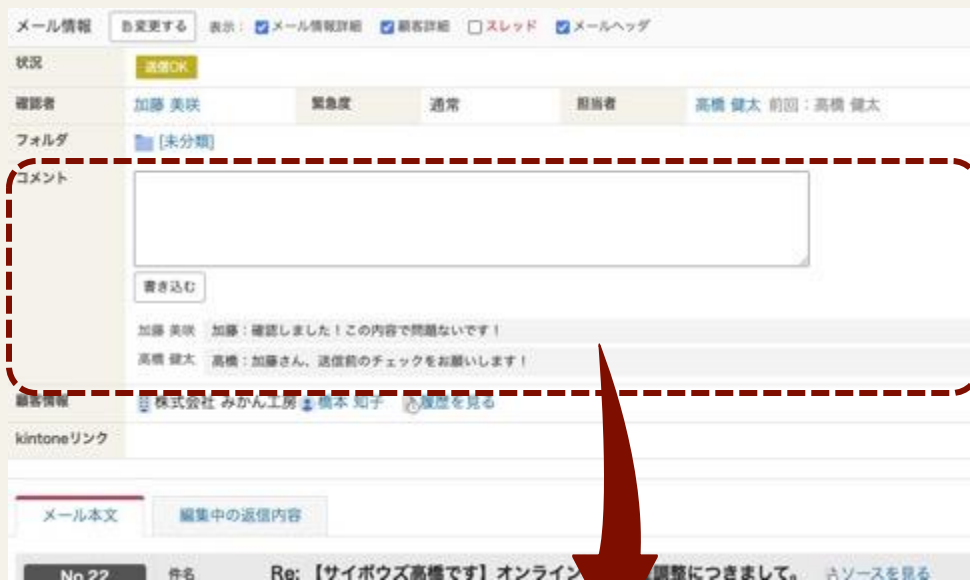 メール情報 変更する 表示： メール情報詳細 顧客詳細 スレッド メールヘッダ
状況 送信OK
確認者 加藤 美咲 緊急度 通常 担当者 高橋 健太 前回：高橋 健太
フォルダ [未分類]
コメント
書き込む
加藤 美咲 加藤：確認しました！この内容で問題ないです！
高橋 健太 高橋：加藤さん、送信前のチェックをお願いします！
顧客情報 株式会社 みかん工房 橋本 知子 履歴を見る
kintoneリンク
メール本文 編集中の返信内容
No.22 件名 Re: 【サイボウズ高橋です】オンライン 調整につきまして。 ソースを見る